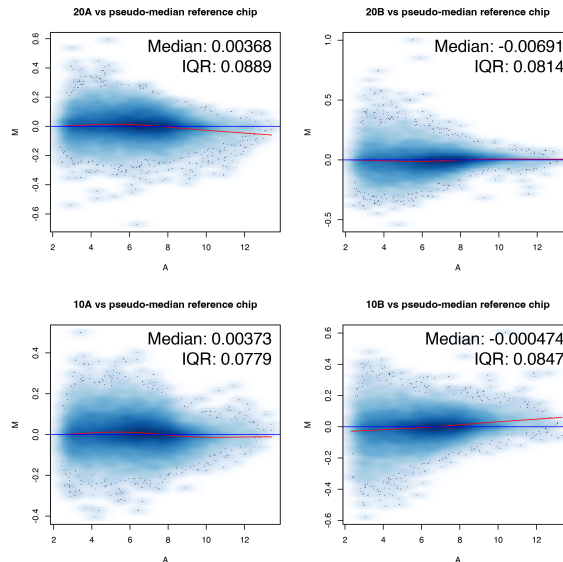 20A vs pseudo-median reference chip
Median: 0.00368
IQR: 0.0889
M
0.6
0.4
0.2
0.0
-0.2
-0.4
-0.6
2 4 6 8 10 12
A
20B vs pseudo-median reference chip
Median: -0.00691
IQR: 0.0814
M
1.0
0.5
0.0
-0.5
2 4 6 8 10 12
A
10A vs pseudo-median reference chip
Median: 0.00373
IQR: 0.0779
M
0.4
0.2
0.0
-0.2
-0.4
2 4 6 8 10 12
A
10B vs pseudo-median reference chip
Median: -0.000474
IQR: 0.0847
M
0.6
0.4
0.2
0.0
-0.2
-0.4
-0.6
2 4 6 8 10 12
A